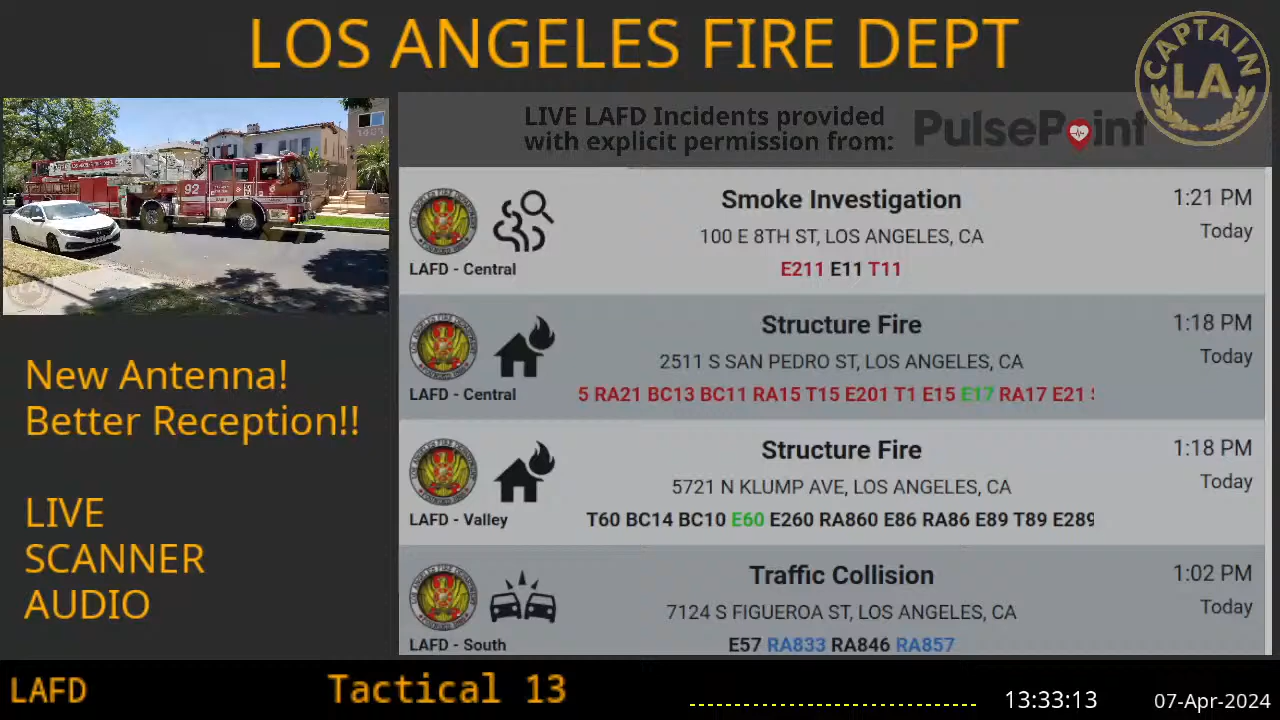 LOS ANGELES FIRE DEPT
CAPTAIN
LA
LIVE LAFD Incidents provided
with explicit permission from:
PulsePoint
92
LA
New Antenna!
Better Reception!!
LIVE
SCANNER
AUDIO
Smoke Investigation
1:21 PM
100 E 8TH ST, LOS ANGELES, CA
Today
LAFD - Central
E211 E11 T11
Structure Fire
1:18 PM
2511 S SAN PEDRO ST, LOS ANGELES, CA
Today
LAFD - Central
5 RA21 BC13 BC11 RA15 T15 E201 T1 E15 E17 RA17 E21
Structure Fire
1:18 PM
5721 N KLUMP AVE, LOS ANGELES, CA
Today
LAFD - Valley
T60 BC14 BC10 E60 E260 RA860 E86 RA86 E89 T89 E289
Traffic Collision
1:02 PM
7124 S FIGUEROA ST, LOS ANGELES, CA
Today
LAFD - South
E57 RA833 RA846 RA857
LAFD
Tactical 13
13:33:13
07-Apr-2024